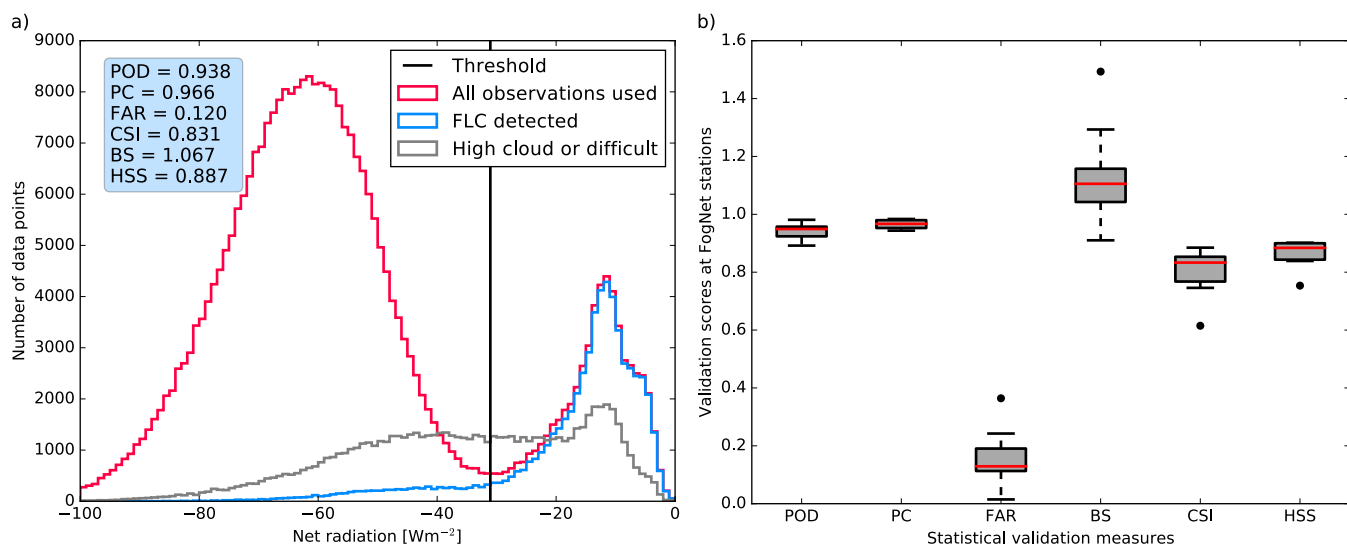 a)
9000
8000
7000
6000
5000
4000
3000
2000
1000
0
Number of data points
POD = 0.938
PC = 0.966
FAR = 0.120
CSI = 0.831
BS = 1.067
HSS = 0.887
Threshold
All observations used
FLC detected
High cloud or difficult
−100
−80
−60
−40
−20
0
Net radiation [Wm⁻²]
b)
1.6
1.4
1.2
1.0
0.8
0.6
0.4
0.2
0.0
Validation scores at FogNet stations
POD
PC
FAR
BS
CSI
HSS
Statistical validation measures